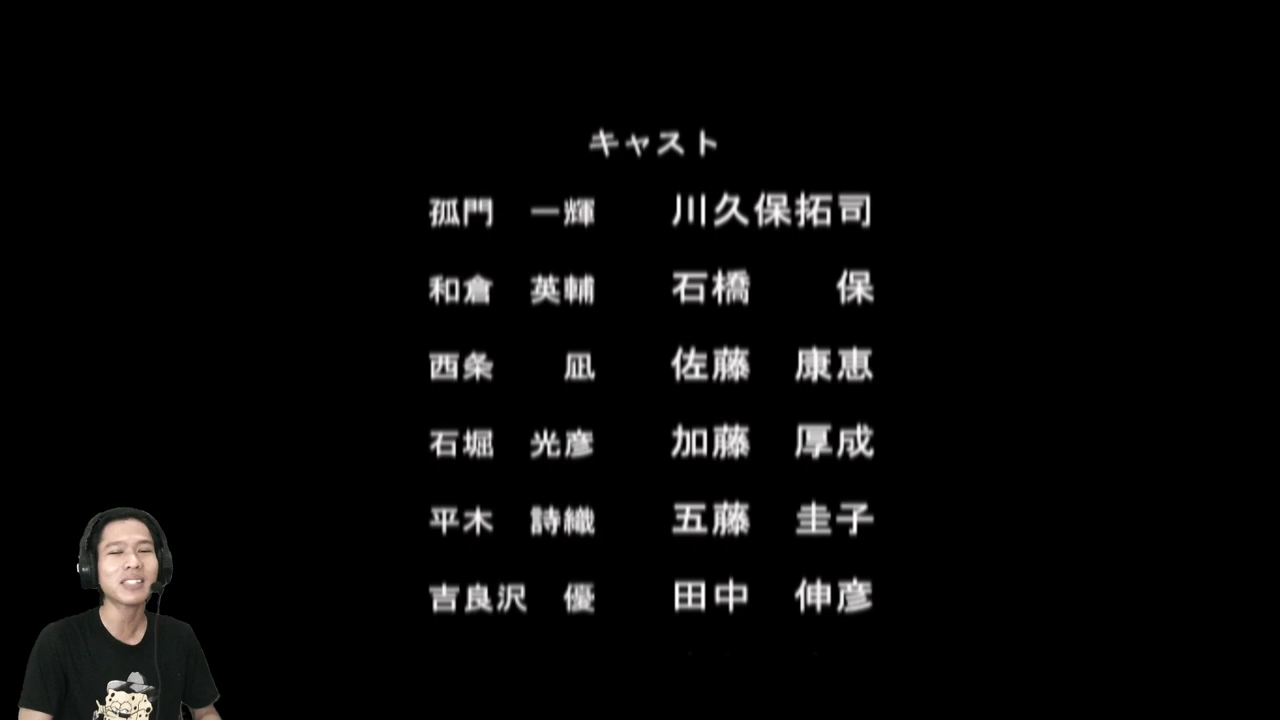 キャスト
孤門　一輝　川久保拓司
和倉　英輔　石橋　保
西条　凪　佐藤　康恵
石堀　光彦　加藤　厚成
平木　詩織　五藤　圭子
吉良沢　優　田中　伸彦